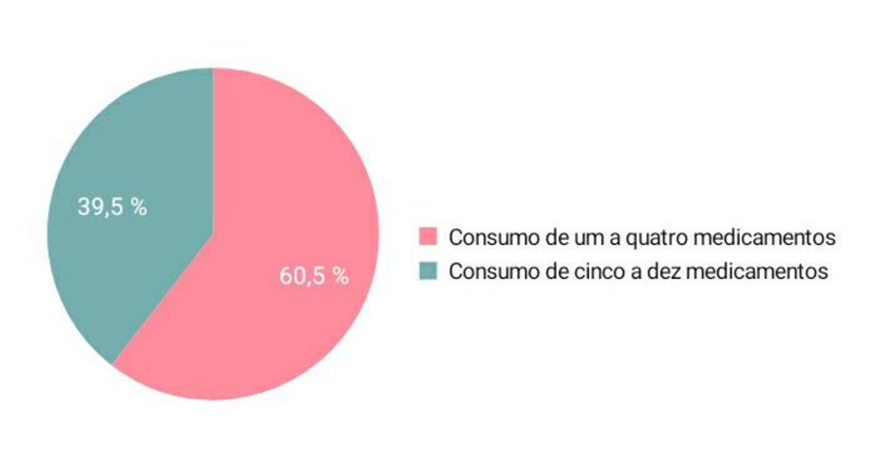 39,5 %
60,5 %
Consumo de um a quatro medicamentos
Consumo de cinco a dez medicamentos